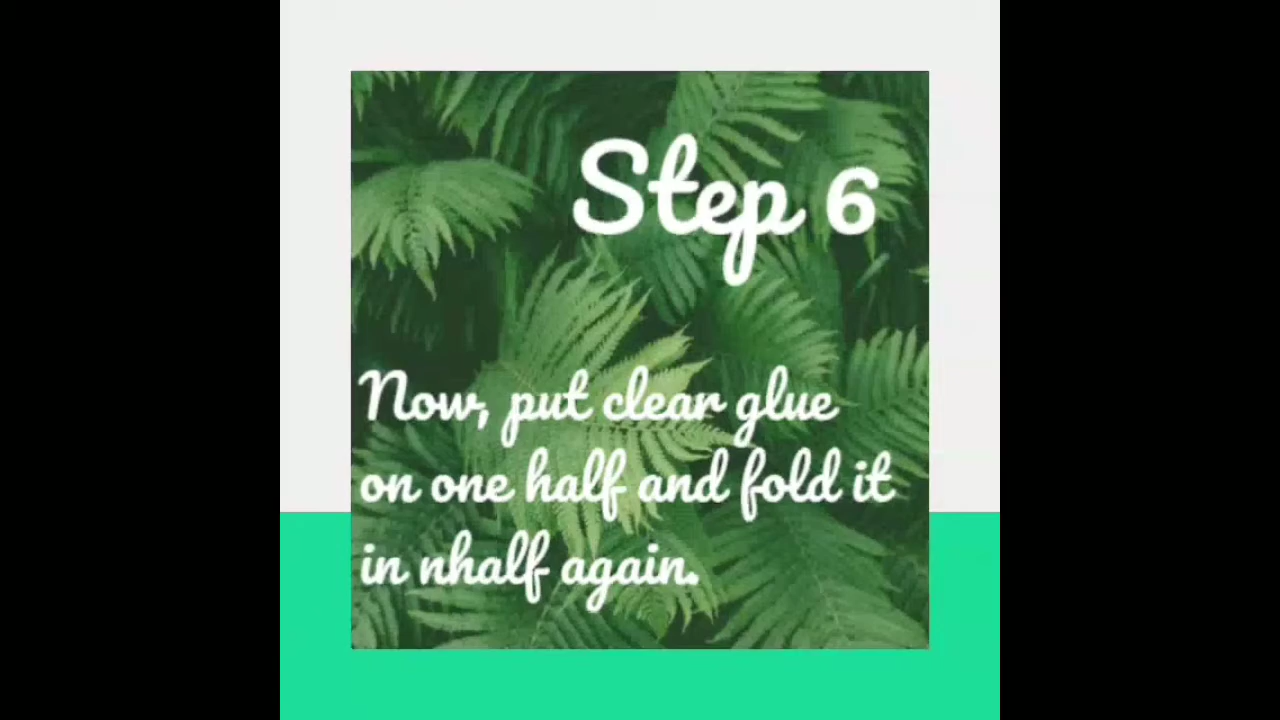 Step 6
Now, put clear glue
on one half and fold it
in nhalf again.